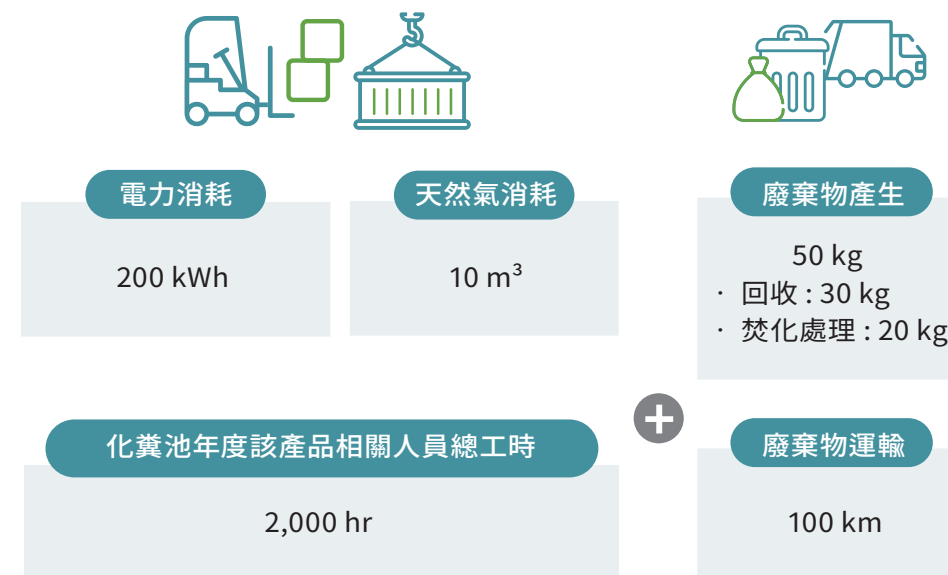 電力消耗
200 kWh
天然氣消耗
10 m³
化糞池年度該產品相關人員總工時
2,000 hr
廢棄物產生
50 kg
· 回收 : 30 kg
· 焚化處理 : 20 kg
廢棄物運輸
100 km